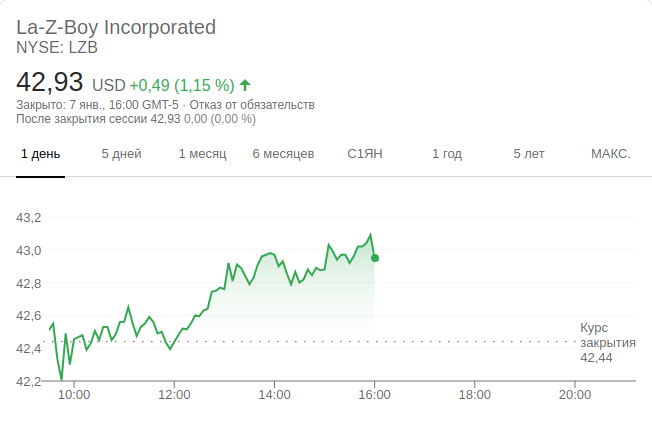 La-Z-Boy Incorporated
NYSE: LZB
42,93 USD +0,49 (1,15 %)
Закрыто: 7 янв., 16:00 GMT-5 · Отказ от обязательств
После закрытия сессии 42,93 0,00 (0,00 %)
1 день 5 дней 1 месяц 6 месяцев С1ЯН 1 год 5 лет МАКС.
43,2
43,0
42,8
42,6
42,4
42,2
Курс
закрытия
42,44
10:00 12:00 14:00 16:00 18:00 20:00